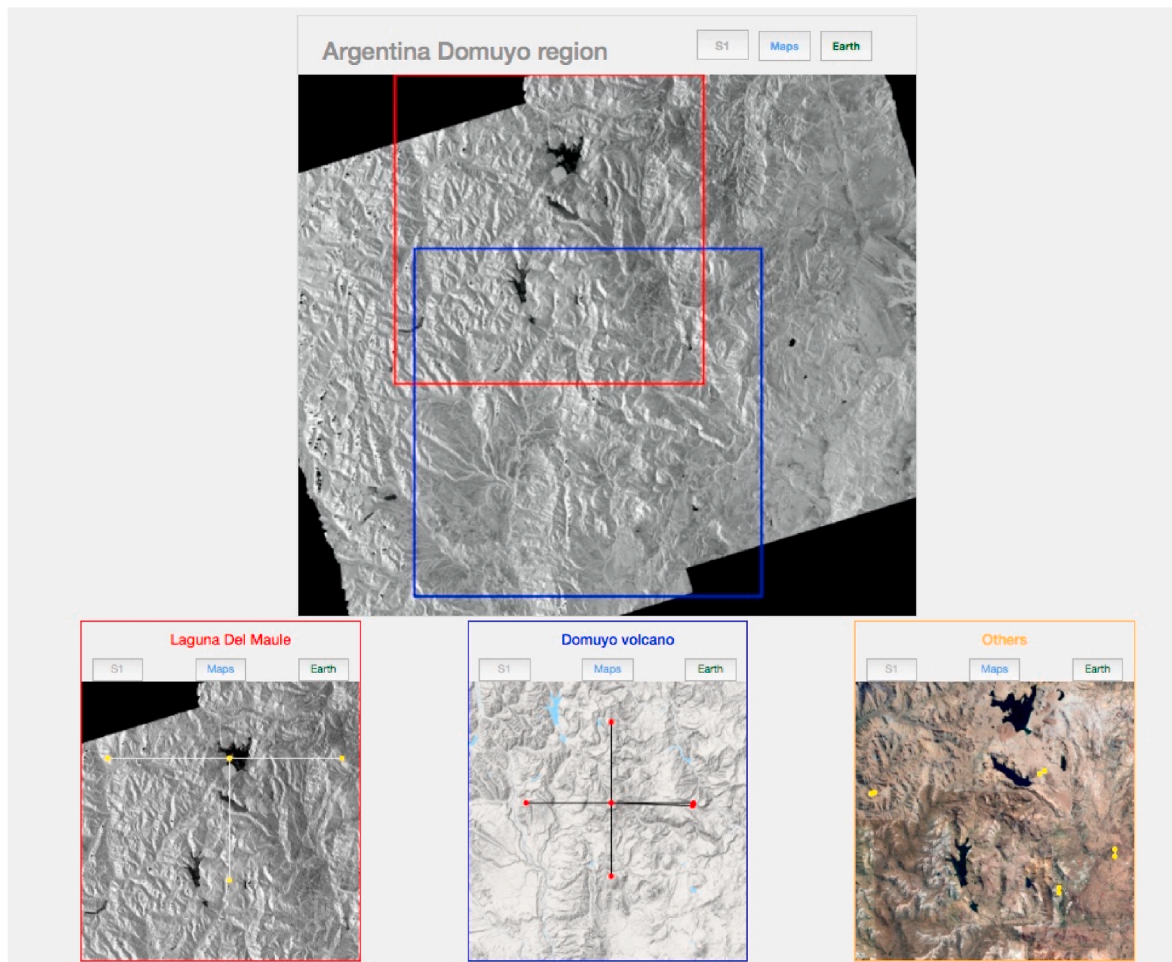 Argentina Domuyo region
S1 Maps Earth
Laguna Del Maule
S1 Maps Earth
Domuyo volcano
S1 Maps Earth
Others
S1 Maps Earth